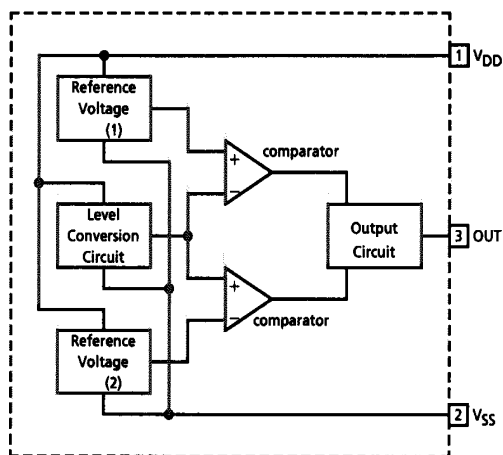 1 VDD
Reference
Voltage
(1)
comparator
+
−
Level
Conversion
Circuit
Output
Circuit
3 OUT
+
−
comparator
Reference
Voltage
(2)
2 VSS